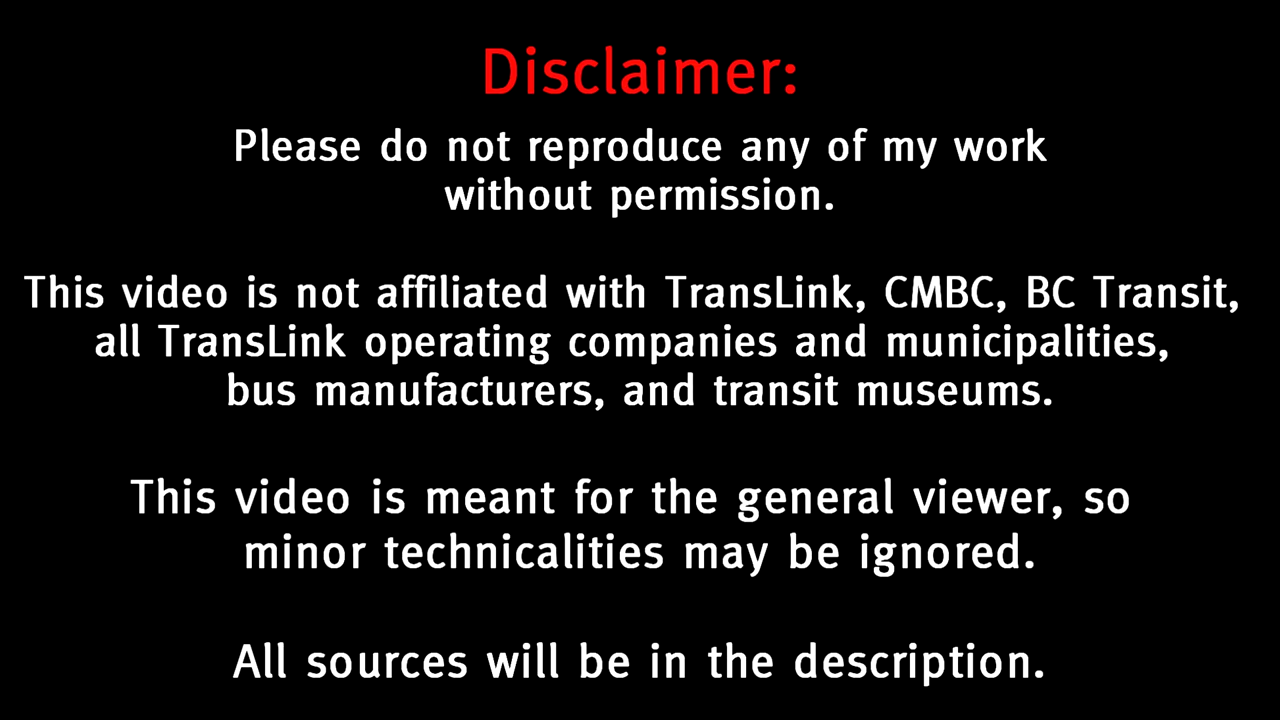 Disclaimer:
Please do not reproduce any of my work
without permission.
This video is not affiliated with TransLink, CMBC, BC Transit,
all TransLink operating companies and municipalities,
bus manufacturers, and transit museums.
This video is meant for the general viewer, so
minor technicalities may be ignored.
All sources will be in the description.